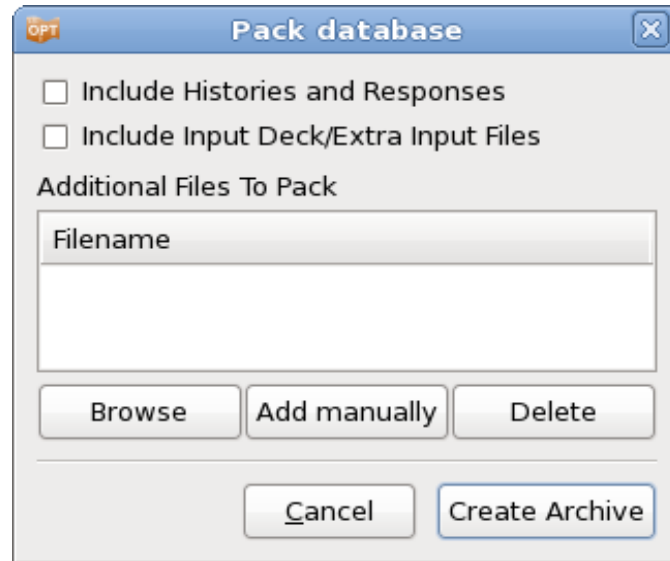 OPT
Pack database
Include Histories and Responses
Include Input Deck/Extra Input Files
Additional Files To Pack
Filename
Browse Add manually Delete
Cancel Create Archive